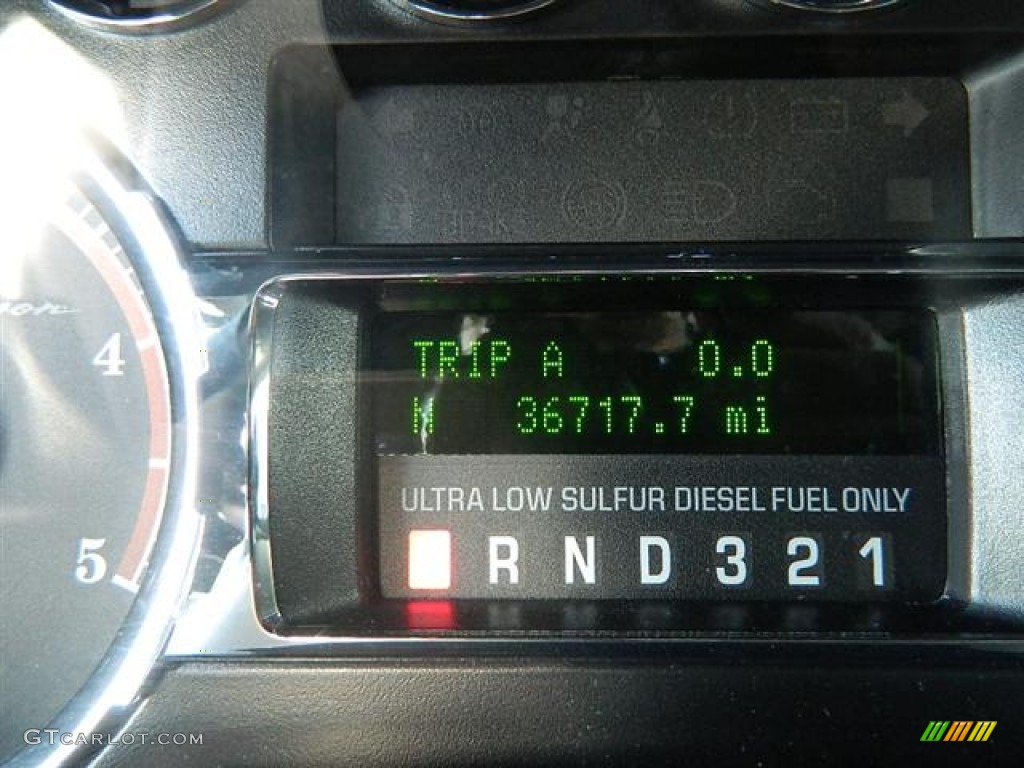 4
5
TRIP A 0.0
N 36717.7 mi
ULTRA LOW SULFUR DIESEL FUEL ONLY
R N D 3 2 1
GTCARLOT.COM